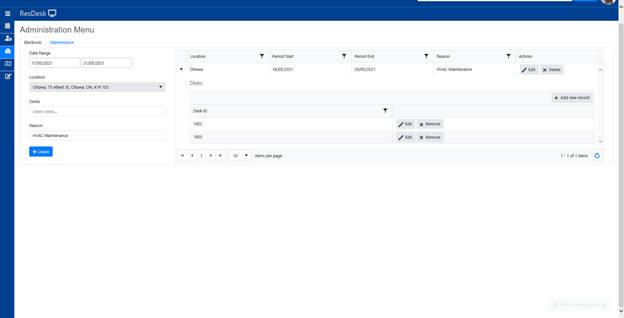 ResDesk
Administration Menu
Blackouts Maintenance
Date Range
17/05/2021 21/05/2021
Location
Ottawa, 75 Albert St, Ottawa, ON, K1P 1E3
Desks
Select desks...
Reason
HVAC Maintenance
Create
Location Period Start Period End Reason Actions
Ottawa 18/05/2021 20/05/2021 HVAC Maintenance Edit Delete
Desks
Add new record
Desk ID
1002 Edit Remove
1003 Edit Remove
1 10 items per page 1 - 1 of 1 items